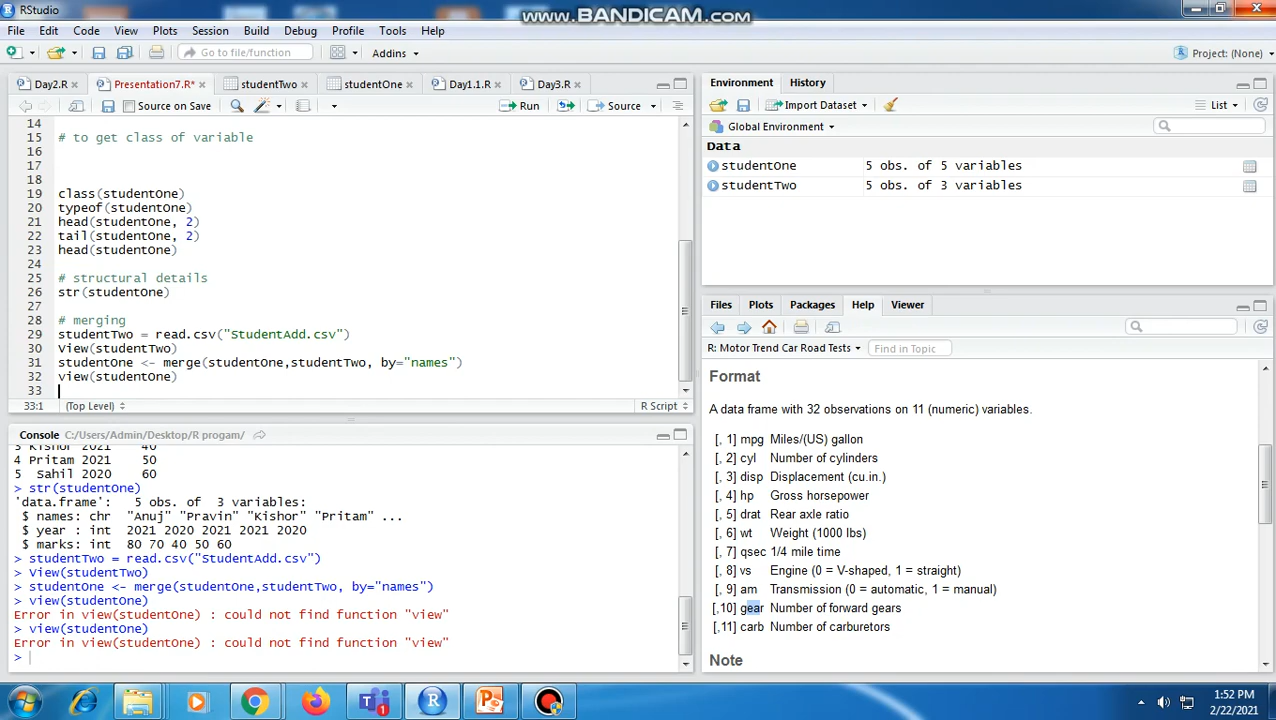 RStudio
www.BANDICAM.com
File Edit Code View Plots Session Build Debug Profile Tools Help
Go to file/function
Addins
Project: (None)
Day2.R
Presentation7.R*
studentTwo
studentOne
Day1.1.R
Day3.R
Source on Save
Run
Source
14
15 # to get class of variable
16
17
18
19 class(studentOne)
20 typeof(studentOne)
21 head(studentOne, 2)
22 tail(studentOne, 2)
23 head(studentOne)
24
25 # structural details
26 str(studentOne)
27
28 # merging
29 studentTwo = read.csv("StudentAdd.csv")
30 View(studentTwo)
31 studentOne <- merge(studentOne,studentTwo, by="names")
32 view(studentOne)
33
33:1 (Top Level) R Script
Console C:/Users/Admin/Desktop/R progam/
3 Kishor 2021 40
4 Pritam 2021 50
5 Sahil 2020 60
> str(studentOne)
'data.frame': 5 obs. of 3 variables:
$ names: chr "Anuj" "Pravin" "Kishor" "Pritam" ...
$ year : int 2021 2020 2021 2021 2020
$ marks: int 80 70 40 50 60
> studentTwo = read.csv("StudentAdd.csv")
> View(studentTwo)
> studentOne <- merge(studentOne,studentTwo, by="names")
> view(studentOne)
Error in view(studentOne) : could not find function "view"
> view(studentOne)
Error in view(studentOne) : could not find function "view"
>
Environment History
Import Dataset
List
Global Environment
Data
studentOne 5 obs. of 5 variables
studentTwo 5 obs. of 3 variables
Files Plots Packages Help Viewer
R: Motor Trend Car Road Tests
Find in Topic
Format
A data frame with 32 observations on 11 (numeric) variables.
[, 1] mpg Miles/(US) gallon
[, 2] cyl Number of cylinders
[, 3] disp Displacement (cu.in.)
[, 4] hp Gross horsepower
[, 5] drat Rear axle ratio
[, 6] wt Weight (1000 lbs)
[, 7] qsec 1/4 mile time
[, 8] vs Engine (0 = V-shaped, 1 = straight)
[, 9] am Transmission (0 = automatic, 1 = manual)
[,10] gear Number of forward gears
[,11] carb Number of carburetors
Note
1:52 PM
2/22/2021